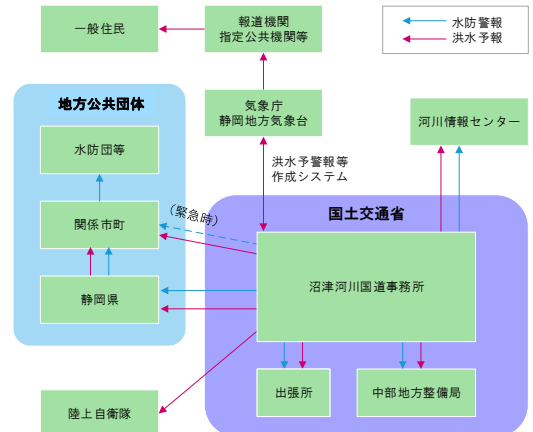 一般住民
報道機関
指定公共機関等
水防警報
洪水予報
地方公共団体
気象庁
静岡地方気象台
河川情報センター
水防団等
洪水予警報等
作成システム
(緊急時)
国土交通省
関係市町
沼津河川国道事務所
静岡県
出張所
中部地方整備局
陸上自衛隊